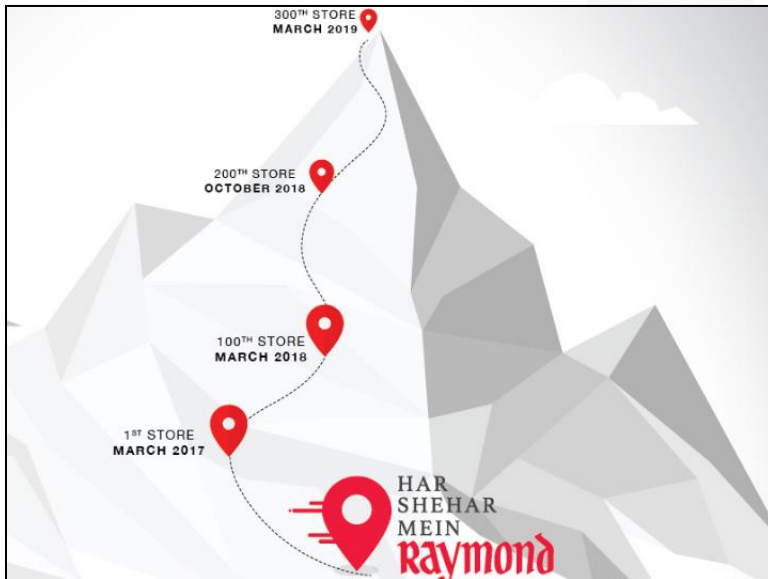 300TH STORE
MARCH 2019
200TH STORE
OCTOBER 2018
100TH STORE
MARCH 2018
1ST STORE
MARCH 2017
HAR
SHEHAR
MEIN
Raymond